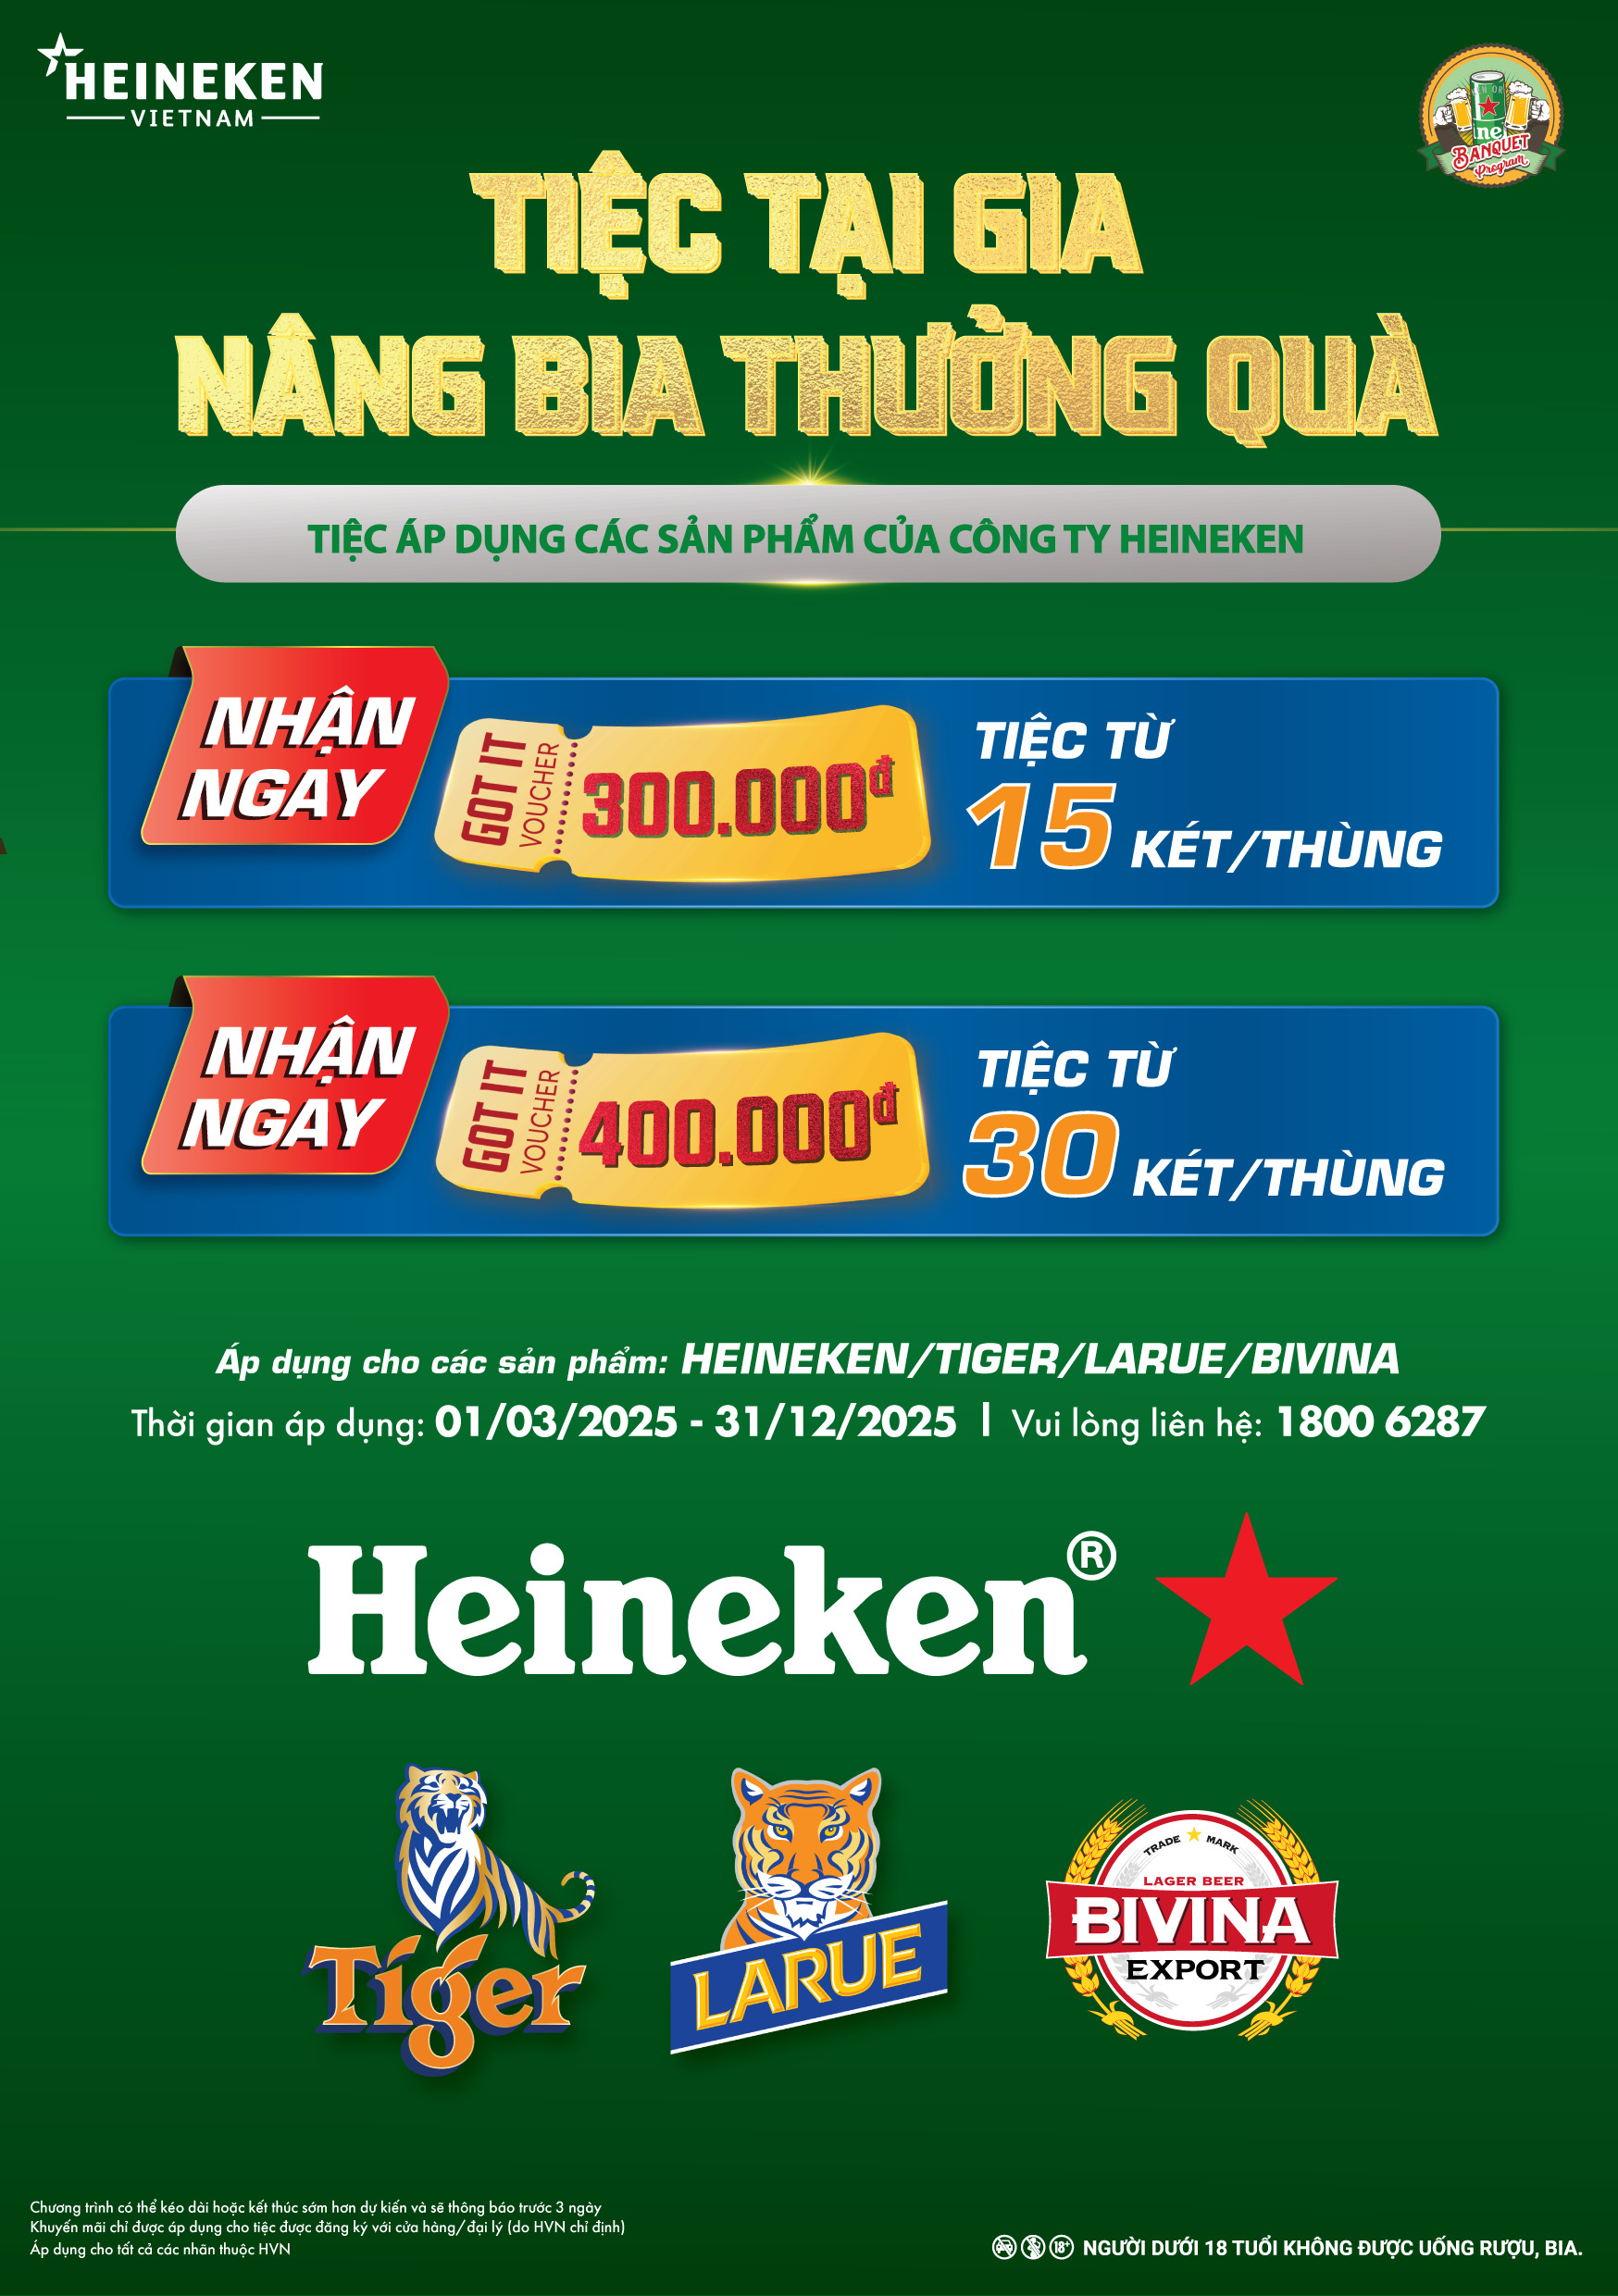 HEINEKEN
VIETNAM
ne
BANQUET
Program
TIỆC TẠI GIA
NÂNG BIA THƯỞNG QUÀ
TIỆC ÁP DỤNG CÁC SẢN PHẨM CỦA CÔNG TY HEINEKEN
NHẬN
NGAY
GOT IT
VOUCHER
300.000đ
TIỆC TỪ
15 KÉT/THÙNG
NHẬN
NGAY
GOT IT
VOUCHER
400.000đ
TIỆC TỪ
30 KÉT/THÙNG
Áp dụng cho các sản phẩm: HEINEKEN/TIGER/LARUE/BIVINA
Thời gian áp dụng: 01/03/2025 - 31/12/2025 | Vui lòng liên hệ: 1800 6287
Heineken®
Tiger
LARUE
TRADE MARK
LAGER BEER
BIVINA
EXPORT
Chương trình có thể kéo dài hoặc kết thúc sớm hơn dự kiến và sẽ thông báo trước 3 ngày
Khuyến mãi chỉ được áp dụng cho tiệc được đăng ký với cửa hàng/đại lý (do HVN chỉ định)
Áp dụng cho tất cả các nhãn thuộc HVN
18+ NGƯỜI DƯỚI 18 TUỔI KHÔNG ĐƯỢC UỐNG RƯỢU, BIA.